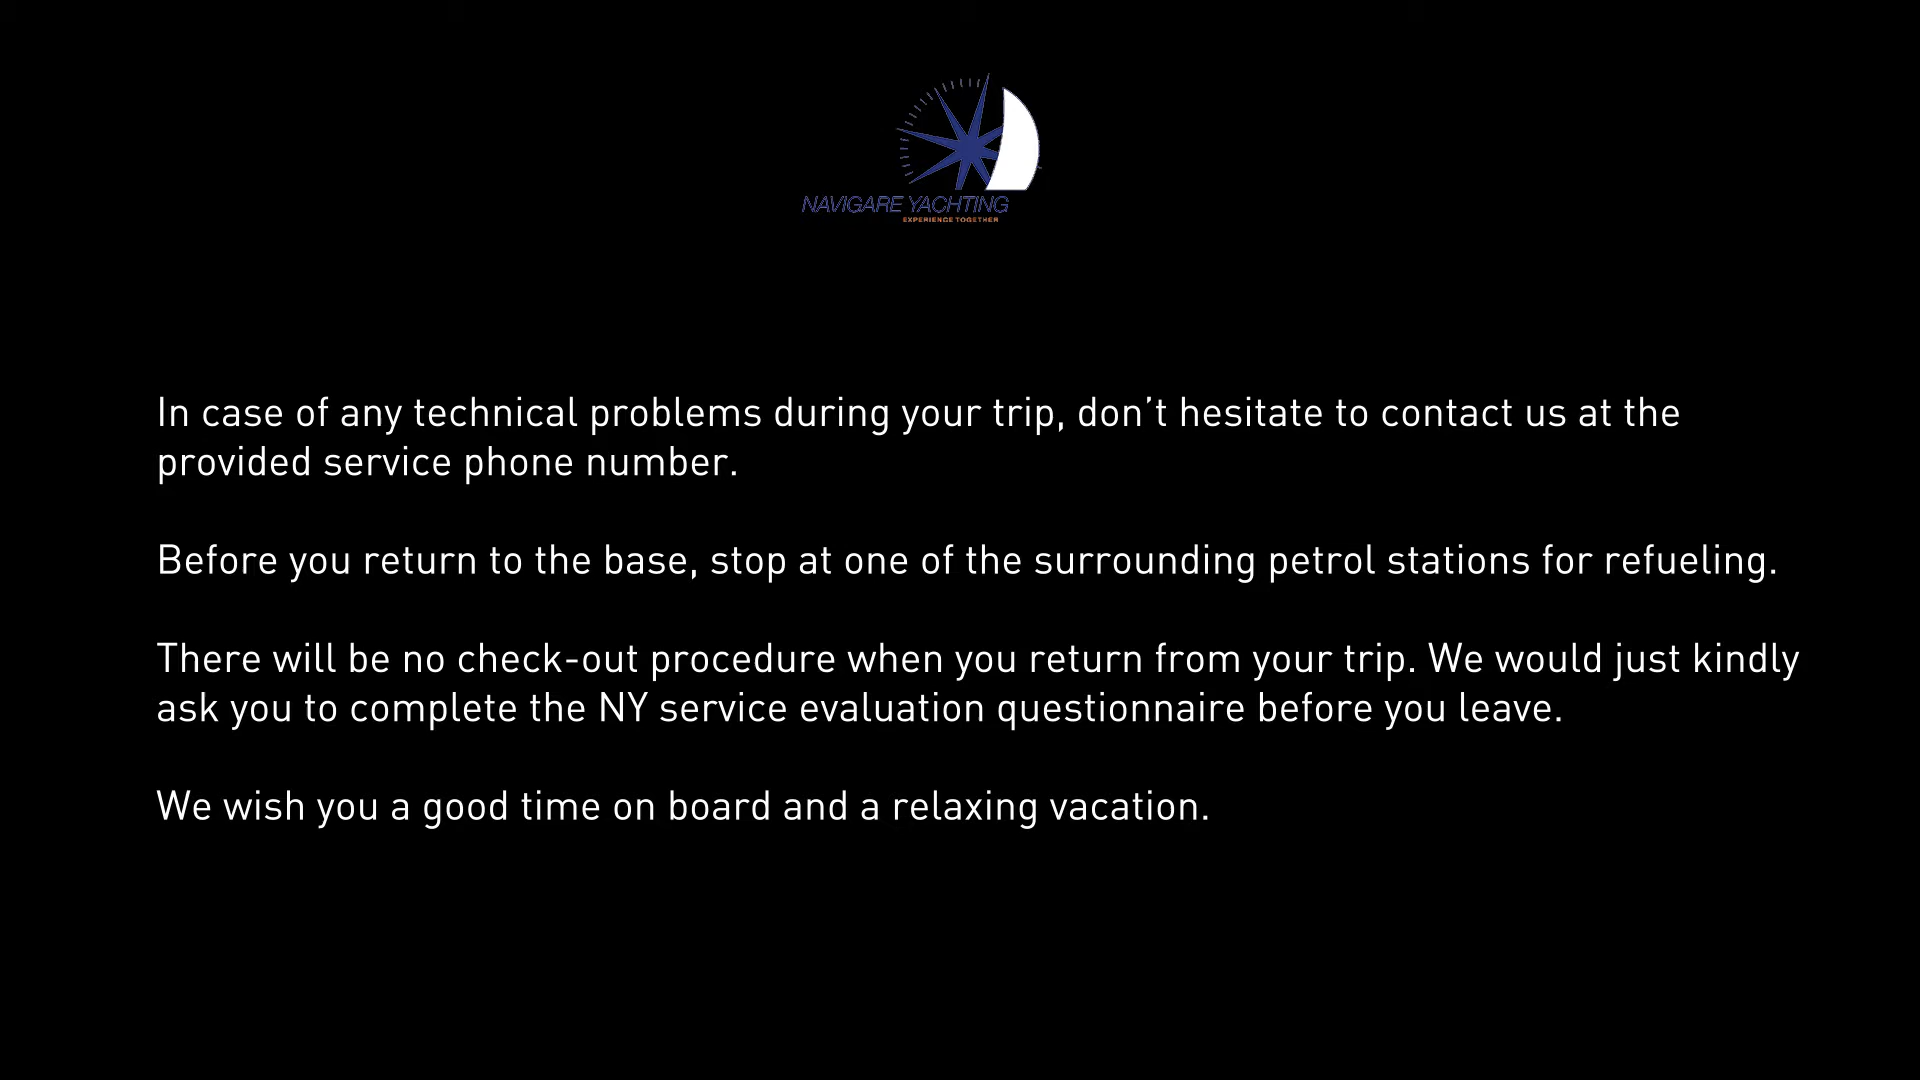 NAVIGARE YACHTING
EXPERIENCE TOGETHER
In case of any technical problems during your trip, don’t hesitate to contact us at the
provided service phone number.
Before you return to the base, stop at one of the surrounding petrol stations for refueling.
There will be no check-out procedure when you return from your trip. We would just kindly
ask you to complete the NY service evaluation questionnaire before you leave.
We wish you a good time on board and a relaxing vacation.